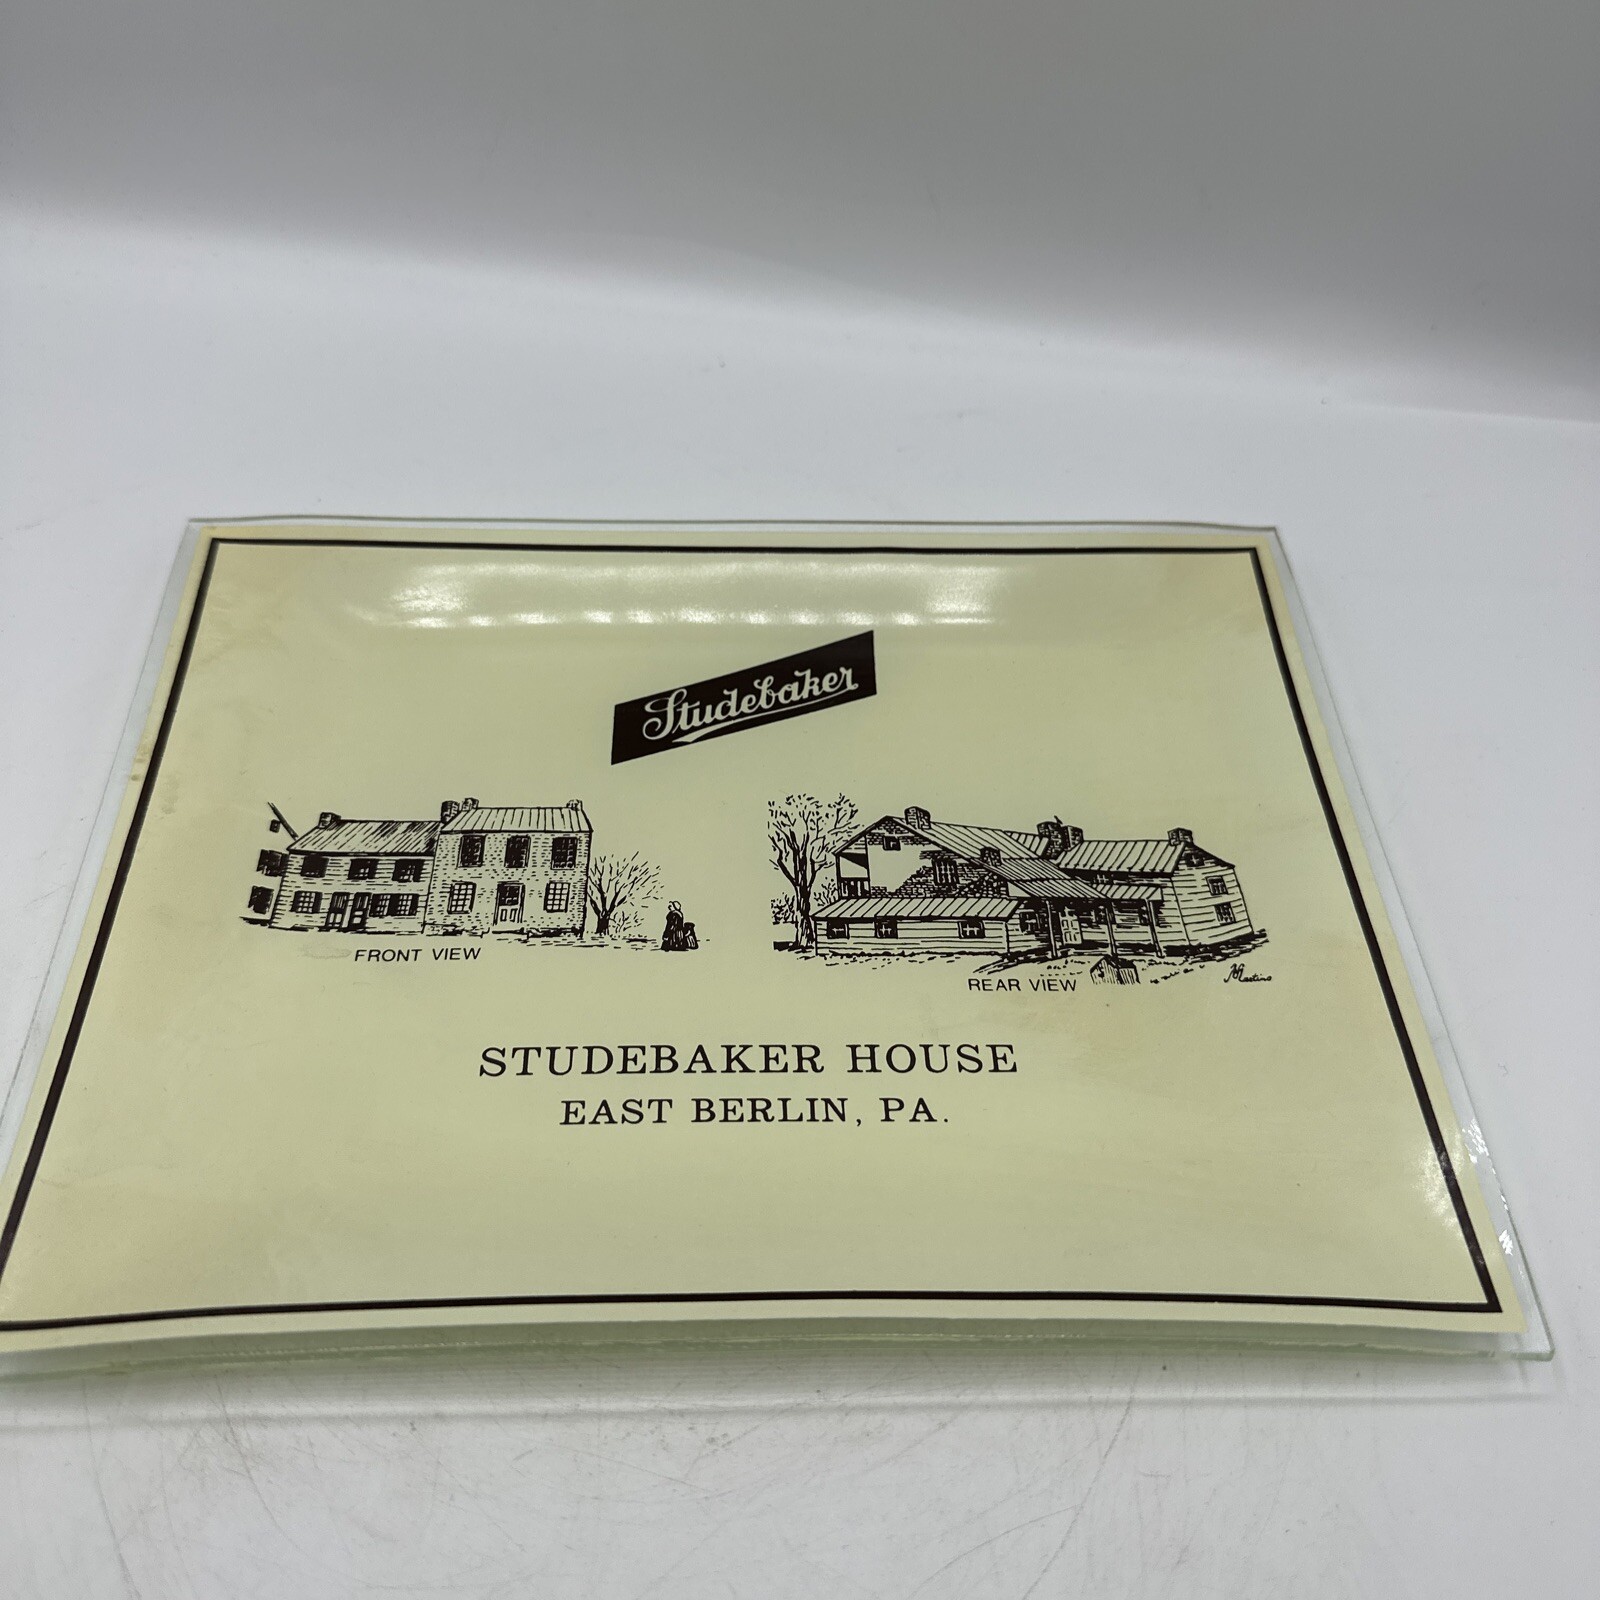 Studebaker
FRONT VIEW
REAR VIEW
STUDEBAKER HOUSE
EAST BERLIN, PA.